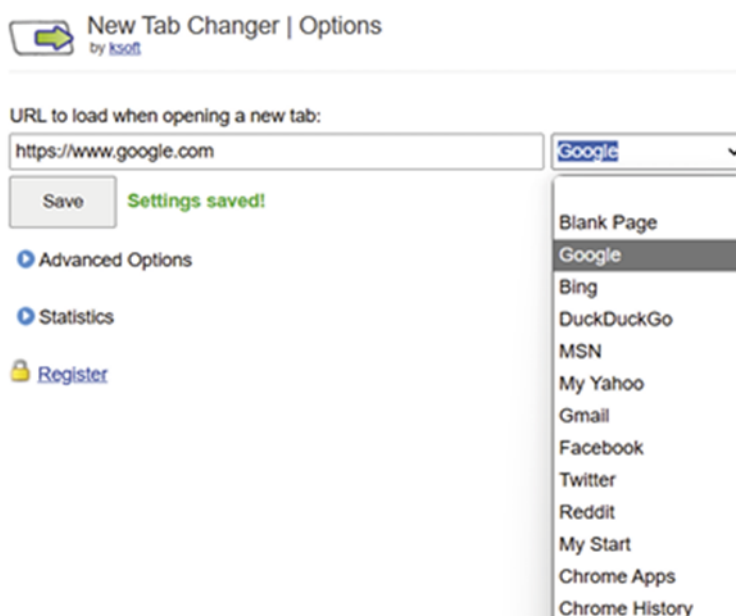 New Tab Changer | Options
by ksoft
URL to load when opening a new tab:
https://www.google.com
Google
Save
Settings saved!
Advanced Options
Statistics
Register
Blank Page
Google
Bing
DuckDuckGo
MSN
My Yahoo
Gmail
Facebook
Twitter
Reddit
My Start
Chrome Apps
Chrome History